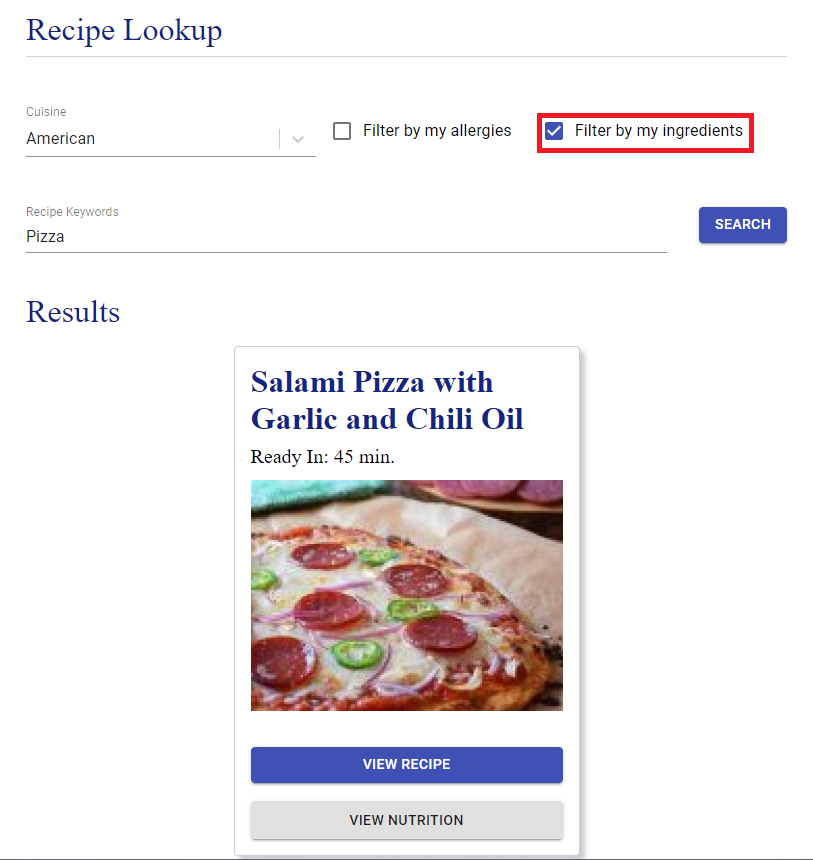 Recipe Lookup
Cuisine
American
Filter by my allergies
Filter by my ingredients
Recipe Keywords
Pizza
SEARCH
Results
Salami Pizza with
Garlic and Chili Oil
Ready In: 45 min.
VIEW RECIPE
VIEW NUTRITION